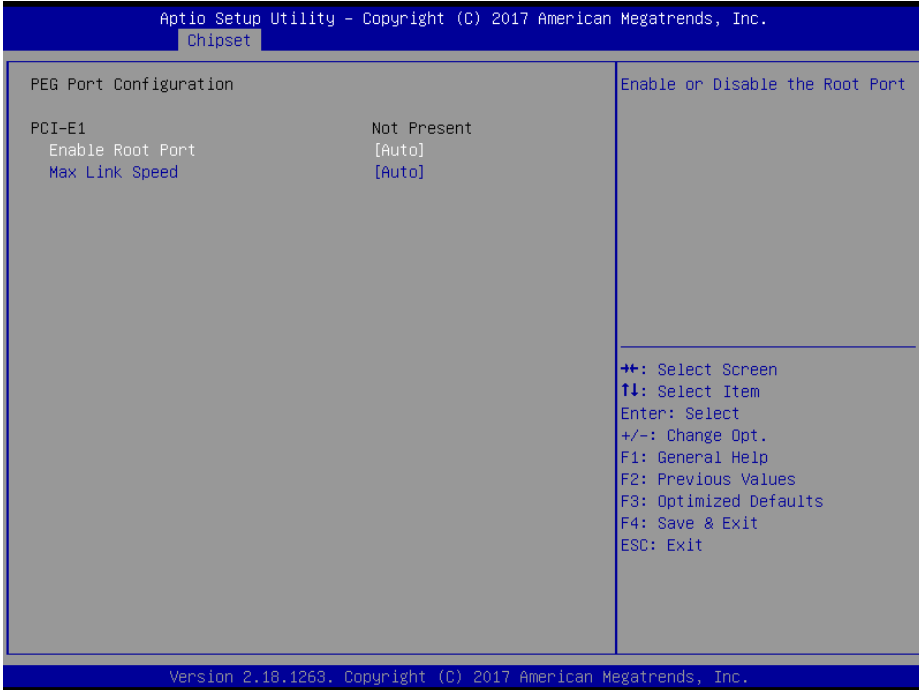 Aptio Setup Utility – Copyright (C) 2017 American Megatrends, Inc.
Chipset
PEG Port Configuration
PCI-E1 Not Present
Enable Root Port [Auto]
Max Link Speed [Auto]
Enable or Disable the Root Port
→←: Select Screen
↑↓: Select Item
Enter: Select
+/-: Change Opt.
F1: General Help
F2: Previous Values
F3: Optimized Defaults
F4: Save & Exit
ESC: Exit
Version 2.18.1263. Copyright (C) 2017 American Megatrends, Inc.